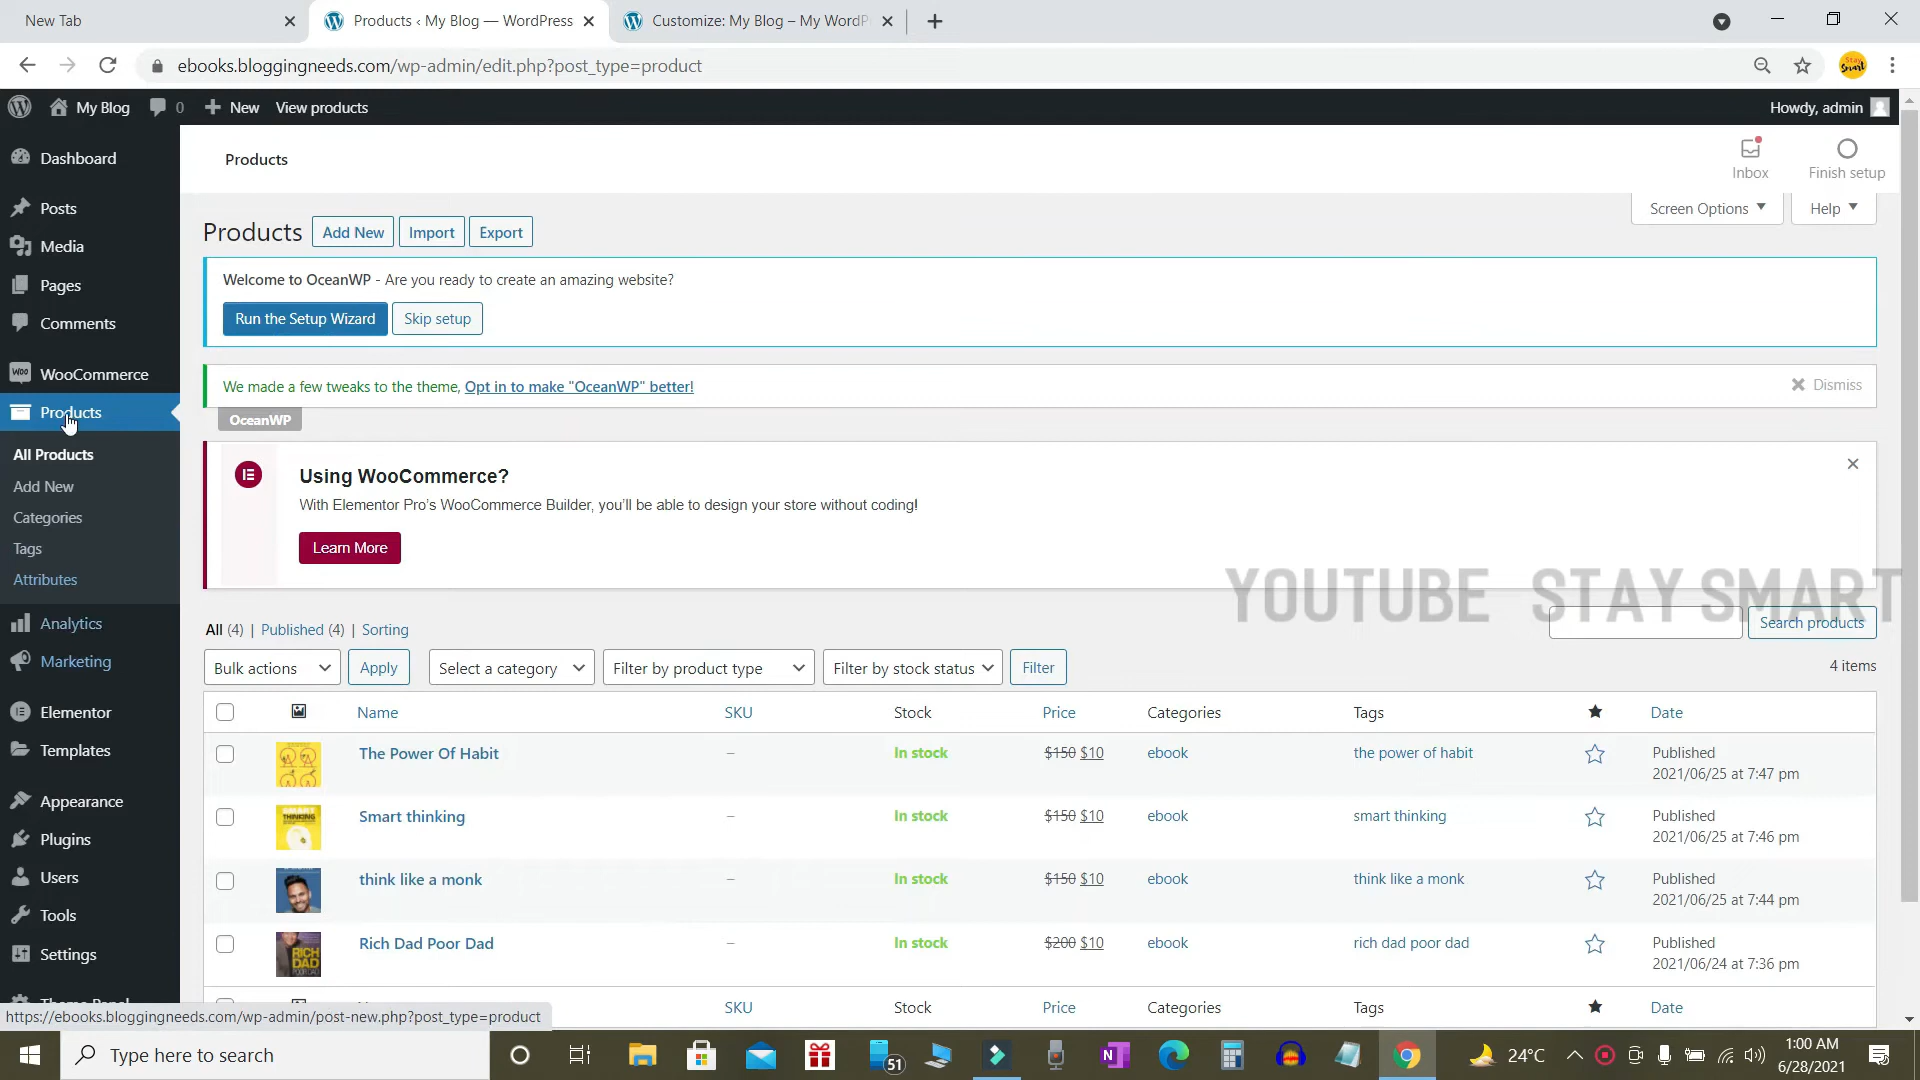 New Tab
Products ‹ My Blog — WordPress
Customize: My Blog – My WordP
ebooks.bloggingneeds.com/wp-admin/edit.php?post_type=product
My Blog 0 New View products Howdy, admin
Dashboard
Posts
Media
Pages
Comments
WooCommerce
Products
All Products
Add New
Categories
Tags
Attributes
Analytics
Marketing
Elementor
Templates
Appearance
Plugins
Users
Tools
Settings
Products
Inbox
Finish setup
Screen Options
Help
Products Add New Import Export
Welcome to OceanWP - Are you ready to create an amazing website?
Run the Setup Wizard Skip setup
We made a few tweaks to the theme, Opt in to make "OceanWP" better!
Dismiss
OceanWP
Using WooCommerce?
With Elementor Pro's WooCommerce Builder, you'll be able to design your store without coding!
Learn More
YOUTUBE STAY SMART
All (4) | Published (4) | Sorting
Search products
Bulk actions Apply Select a category Filter by product type Filter by stock status Filter
4 items
Name SKU Stock Price Categories Tags Date
The Power Of Habit – In stock $150 $10 ebook the power of habit Published
2021/06/25 at 7:47 pm
Smart thinking – In stock $150 $10 ebook smart thinking Published
2021/06/25 at 7:46 pm
think like a monk – In stock $150 $10 ebook think like a monk Published
2021/06/25 at 7:44 pm
Rich Dad Poor Dad – In stock $200 $10 ebook rich dad poor dad Published
2021/06/24 at 7:36 pm
SKU Stock Price Categories Tags Date
https://ebooks.bloggingneeds.com/wp-admin/post-new.php?post_type=product
Type here to search
51
24°C
1:00 AM
6/28/2021